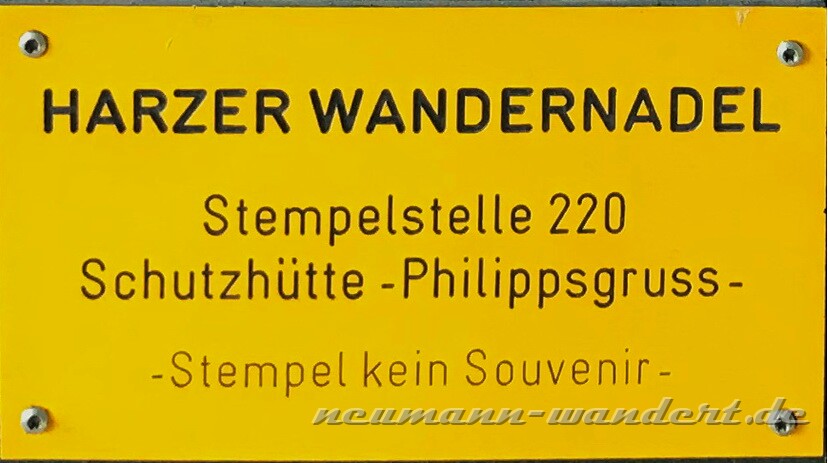 HARZER WANDERNADEL
Stempelstelle 220
Schutzhütte -Philippsgruss-
-Stempel kein Souvenir-
neumann-wandert.de